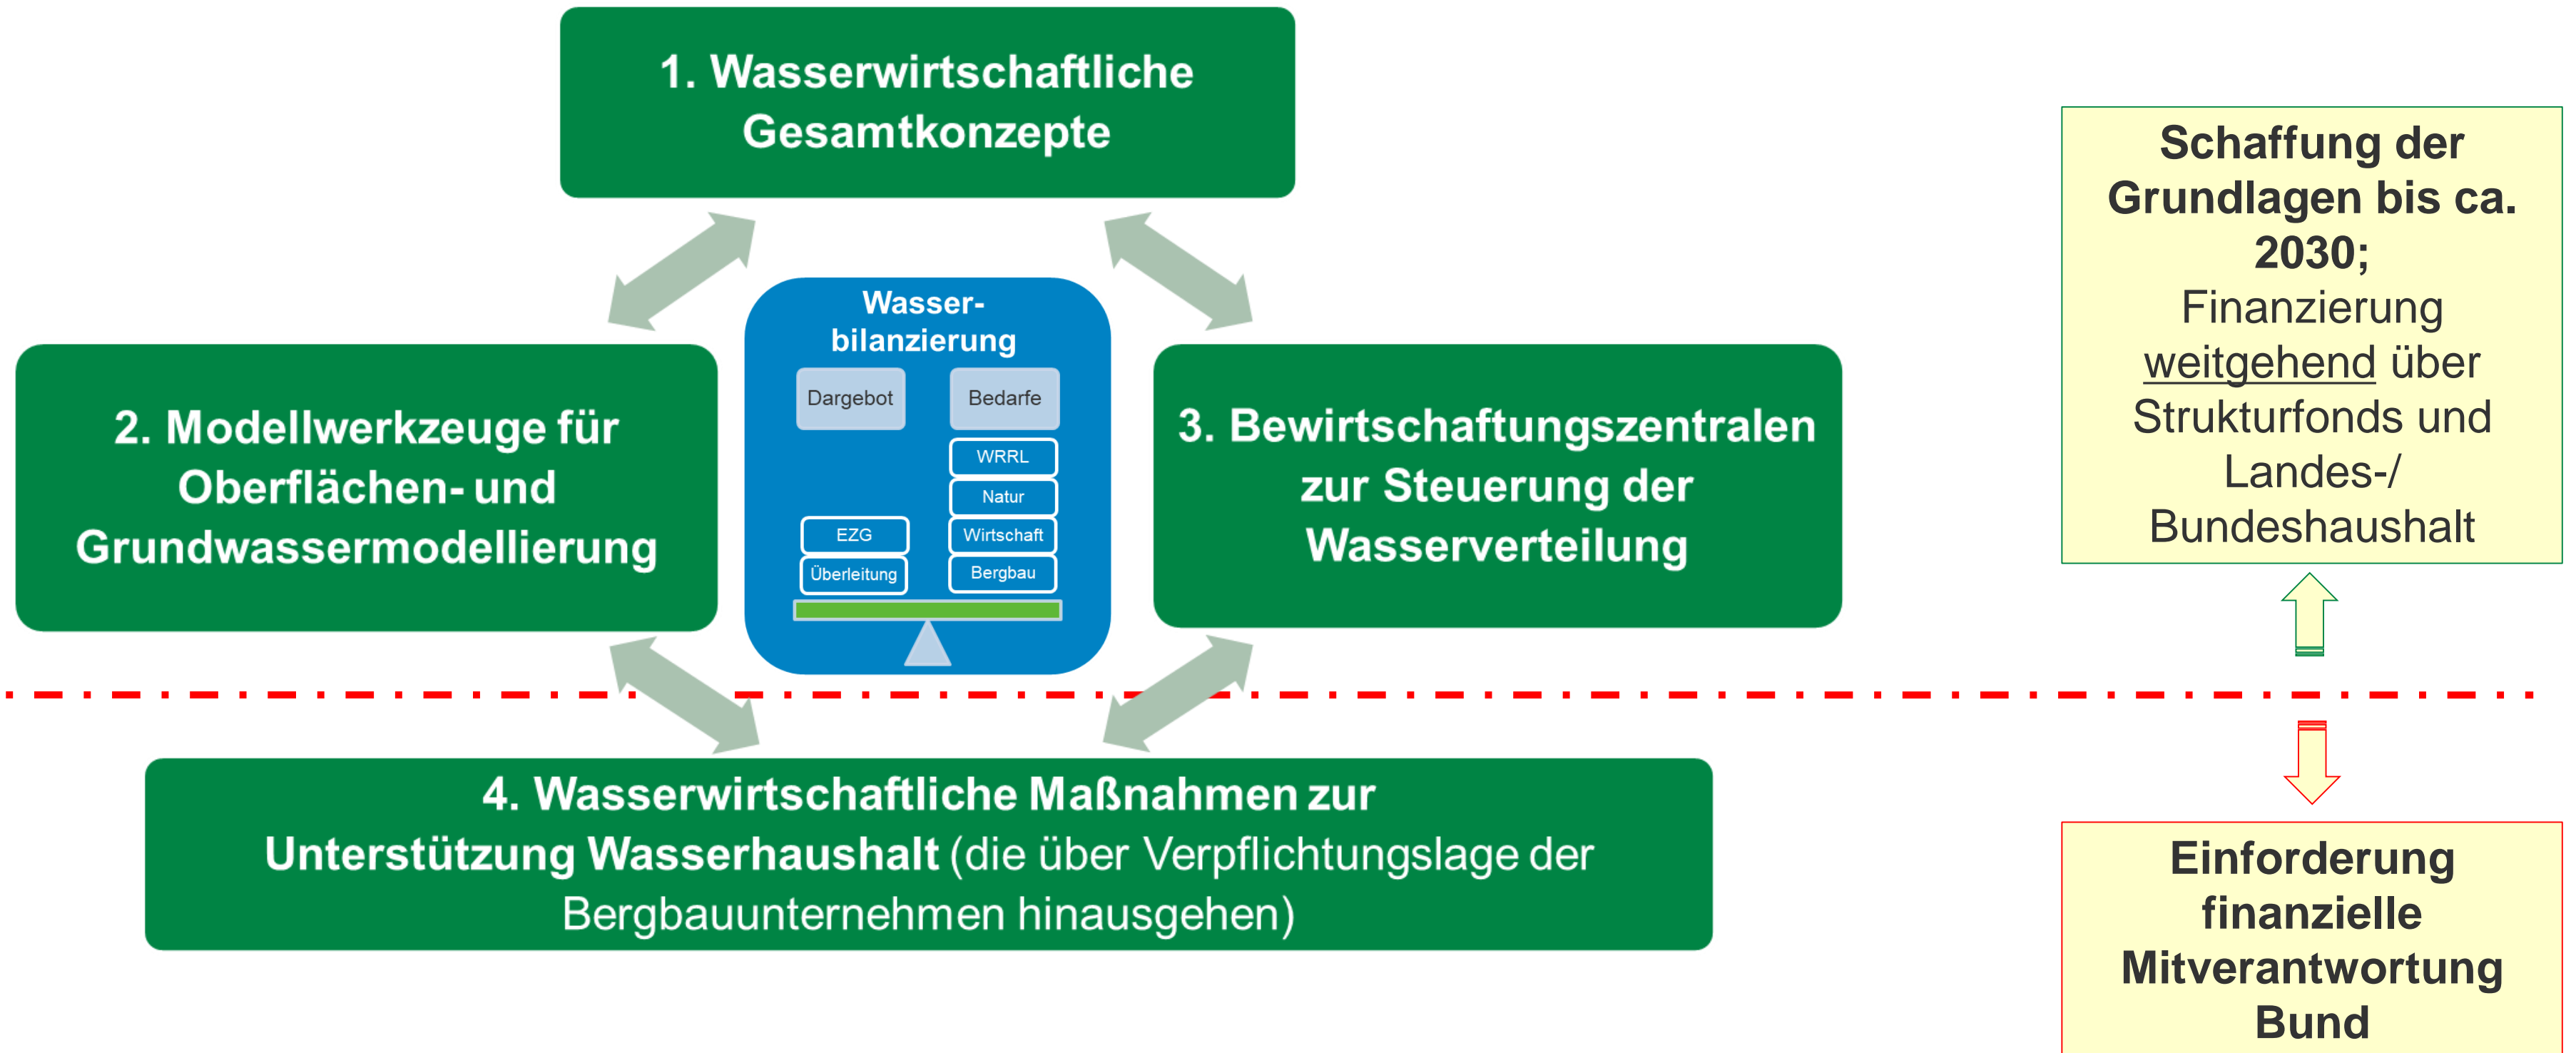 1. Wasserwirtschaftliche
Gesamtkonzepte
2. Modellwerkzeuge für
Oberflächen- und
Grundwassermodellierung
Wasser-
bilanzierung
Dargebot
Bedarfe
WRRL
Natur
EZG
Wirtschaft
Überleitung
Bergbau
3. Bewirtschaftungszentralen
zur Steuerung der
Wasserverteilung
4. Wasserwirtschaftliche Maßnahmen zur
Unterstützung Wasserhaushalt (die über Verpflichtungslage der
Bergbauunternehmen hinausgehen)
Schaffung der
Grundlagen bis ca.
2030;
Finanzierung
weitgehend über
Strukturfonds und
Landes-/
Bundeshaushalt
Einforderung
finanzielle
Mitverantwortung
Bund